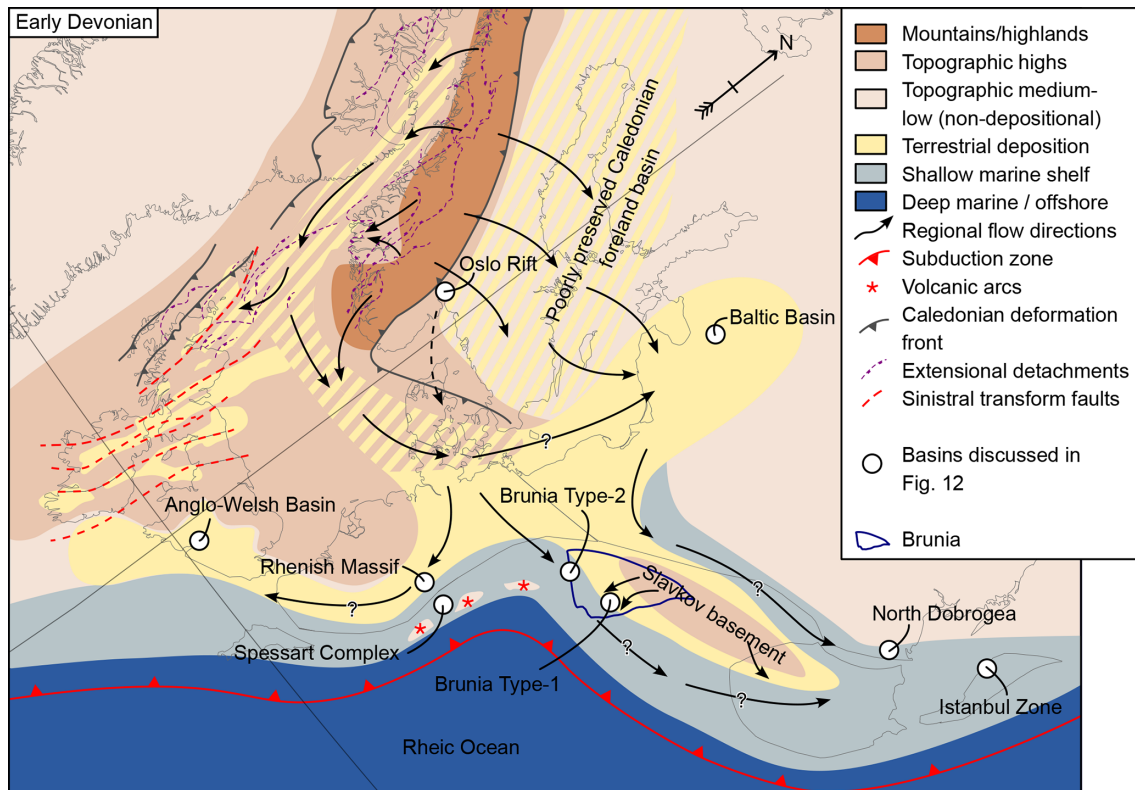 Early Devonian
N
Mountains/highlands
Topographic highs
Topographic medium-
low (non-depositional)
Terrestrial deposition
Shallow marine shelf
Deep marine / offshore
Regional flow directions
Subduction zone
Volcanic arcs
Caledonian deformation
front
Extensional detachments
Sinistral transform faults
Basins discussed in
Fig. 12
Brunia
Poorly preserved Caledonian
foreland basin
Oslo Rift
Baltic Basin
?
Brunia Type-2
Anglo-Welsh Basin
Rhenish Massif
?
Slavkov basement
?
North Dobrogea
Spessart Complex
?
Brunia Type-1
?
Istanbul Zone
Rheic Ocean